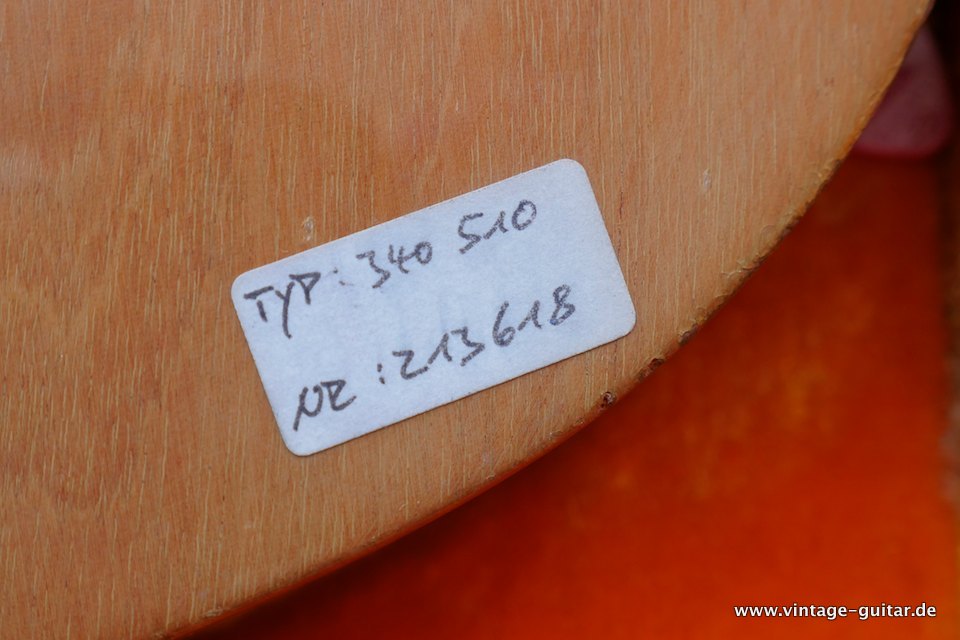 TYP: 340 510
NR: 213618
www.vintage-guitar.de